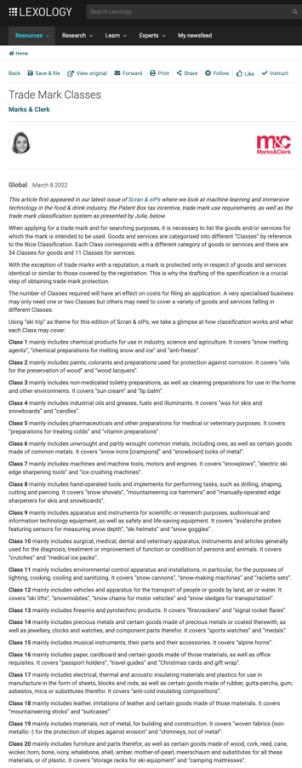 LEXOLOGY
Search Lexology
Resources Research Learn Experts My newsfeed
Home
Back Save & file View original Forward Print Share Follow Like Instruct
Trade Mark Classes
Marks & Clerk
m&c
Marks&Clerk
Global March 8 2022
This article first appeared in our latest issue of Scran & sIPs where we look at machine learning and immersive
technology in the food & drink industry, the Patent Box tax incentive, trade mark use requirements, as well as the
trade mark classification system as presented by Julie, below.
When applying for a trade mark and for searching purposes, it is necessary to list the goods and/or services for
which the mark is intended to be used. Goods and services are categorised into different "Classes" by reference
to the Nice Classification. Each Class corresponds with a different category of goods or services and there are
34 Classes for goods and 11 Classes for services.
With the exception of trade marks with a reputation, a mark is protected only in respect of goods and services
identical or similar to those covered by the registration. This is why the drafting of the specification is a crucial
step of obtaining trade mark protection.
The number of Classes required will have an effect on costs for filing an application. A very specialised business
may only need one or two Classes but others may need to cover a variety of goods and services falling in
different Classes.
Using "ski trip" as theme for this edition of Scran & sIPs, we take a glimpse at how classification works and what
each Class may cover:
Class 1 mainly includes chemical products for use in industry, science and agriculture. It covers "snow melting
agents", "chemical preparations for melting snow and ice" and "anti-freeze".
Class 2 mainly includes paints, colorants and preparations used for protection against corrosion. It covers "oils
for the preservation of wood" and "wood lacquers".
Class 3 mainly includes non-medicated toiletry preparations, as well as cleaning preparations for use in the home
and other environments. It covers "sun cream" and "lip balm".
Class 4 mainly includes industrial oils and greases, fuels and illuminants. It covers "wax for skis and
snowboards" and "candles".
Class 5 mainly includes pharmaceuticals and other preparations for medical or veterinary purposes. It covers
"preparations for treating colds" and "vitamin preparations".
Class 6 mainly includes unwrought and partly wrought common metals, including ores, as well as certain goods
made of common metals. It covers "snow irons [crampons]" and "snowboard locks of metal".
Class 7 mainly includes machines and machine tools, motors and engines. It covers "snowplows", "electric ski
edge sharpening tools" and "ice crushing machines".
Class 8 mainly includes hand-operated tools and implements for performing tasks, such as drilling, shaping,
cutting and piercing. It covers "snow shovels", "mountaineering ice hammers" and "manually-operated edge
sharpeners for skis and snowboards".
Class 9 mainly includes apparatus and instruments for scientific or research purposes, audiovisual and
information technology equipment, as well as safety and life-saving equipment. It covers "avalanche probes
featuring sensors for measuring snow depth", "ski helmets" and "snow goggles".
Class 10 mainly includes surgical, medical, dental and veterinary apparatus, instruments and articles generally
used for the diagnosis, treatment or improvement of function or condition of persons and animals. It covers
"crutches" and "medical ice packs".
Class 11 mainly includes environmental control apparatus and installations, in particular, for the purposes of
lighting, cooking, cooling and sanitizing. It covers "snow cannons", "snow-making machines" and "raclette sets".
Class 12 mainly includes vehicles and apparatus for the transport of people or goods by land, air or water. It
covers "ski lifts", "snowmobiles", "snow chains for motor vehicles" and "snow sledges for transportation".
Class 13 mainly includes firearms and pyrotechnic products. It covers "firecrackers" and "signal rocket flares".
Class 14 mainly includes precious metals and certain goods made of precious metals or coated therewith, as
well as jewellery, clocks and watches, and component parts therefor. It covers "sports watches" and "medals".
Class 15 mainly includes musical instruments, their parts and their accessories. It covers "alpine horns".
Class 16 mainly includes paper, cardboard and certain goods made of those materials, as well as office
requisites. It covers "passport holders", "travel guides" and "Christmas cards and gift wrap".
Class 17 mainly includes electrical, thermal and acoustic insulating materials and plastics for use in
manufacture in the form of sheets, blocks and rods, as well as certain goods made of rubber, gutta-percha, gum,
asbestos, mica or substitutes therefor. It covers "anti-cold insulating compositions".
Class 18 mainly includes leather, imitations of leather and certain goods made of those materials. It covers
"mountaineering sticks" and "suitcases".
Class 19 mainly includes materials, not of metal, for building and construction. It covers "woven fabrics (non-
metallic -) for the protection of slopes against erosion" and "chimneys, not of metal".
Class 20 mainly includes furniture and parts therefor, as well as certain goods made of wood, cork, reed, cane,
wicker, horn, bone, ivory, whalebone, shell, amber, mother-of-pearl, meerschaum and substitutes for all these
materials, or of plastic. It covers "storage racks for ski equipment" and "camping mattresses".